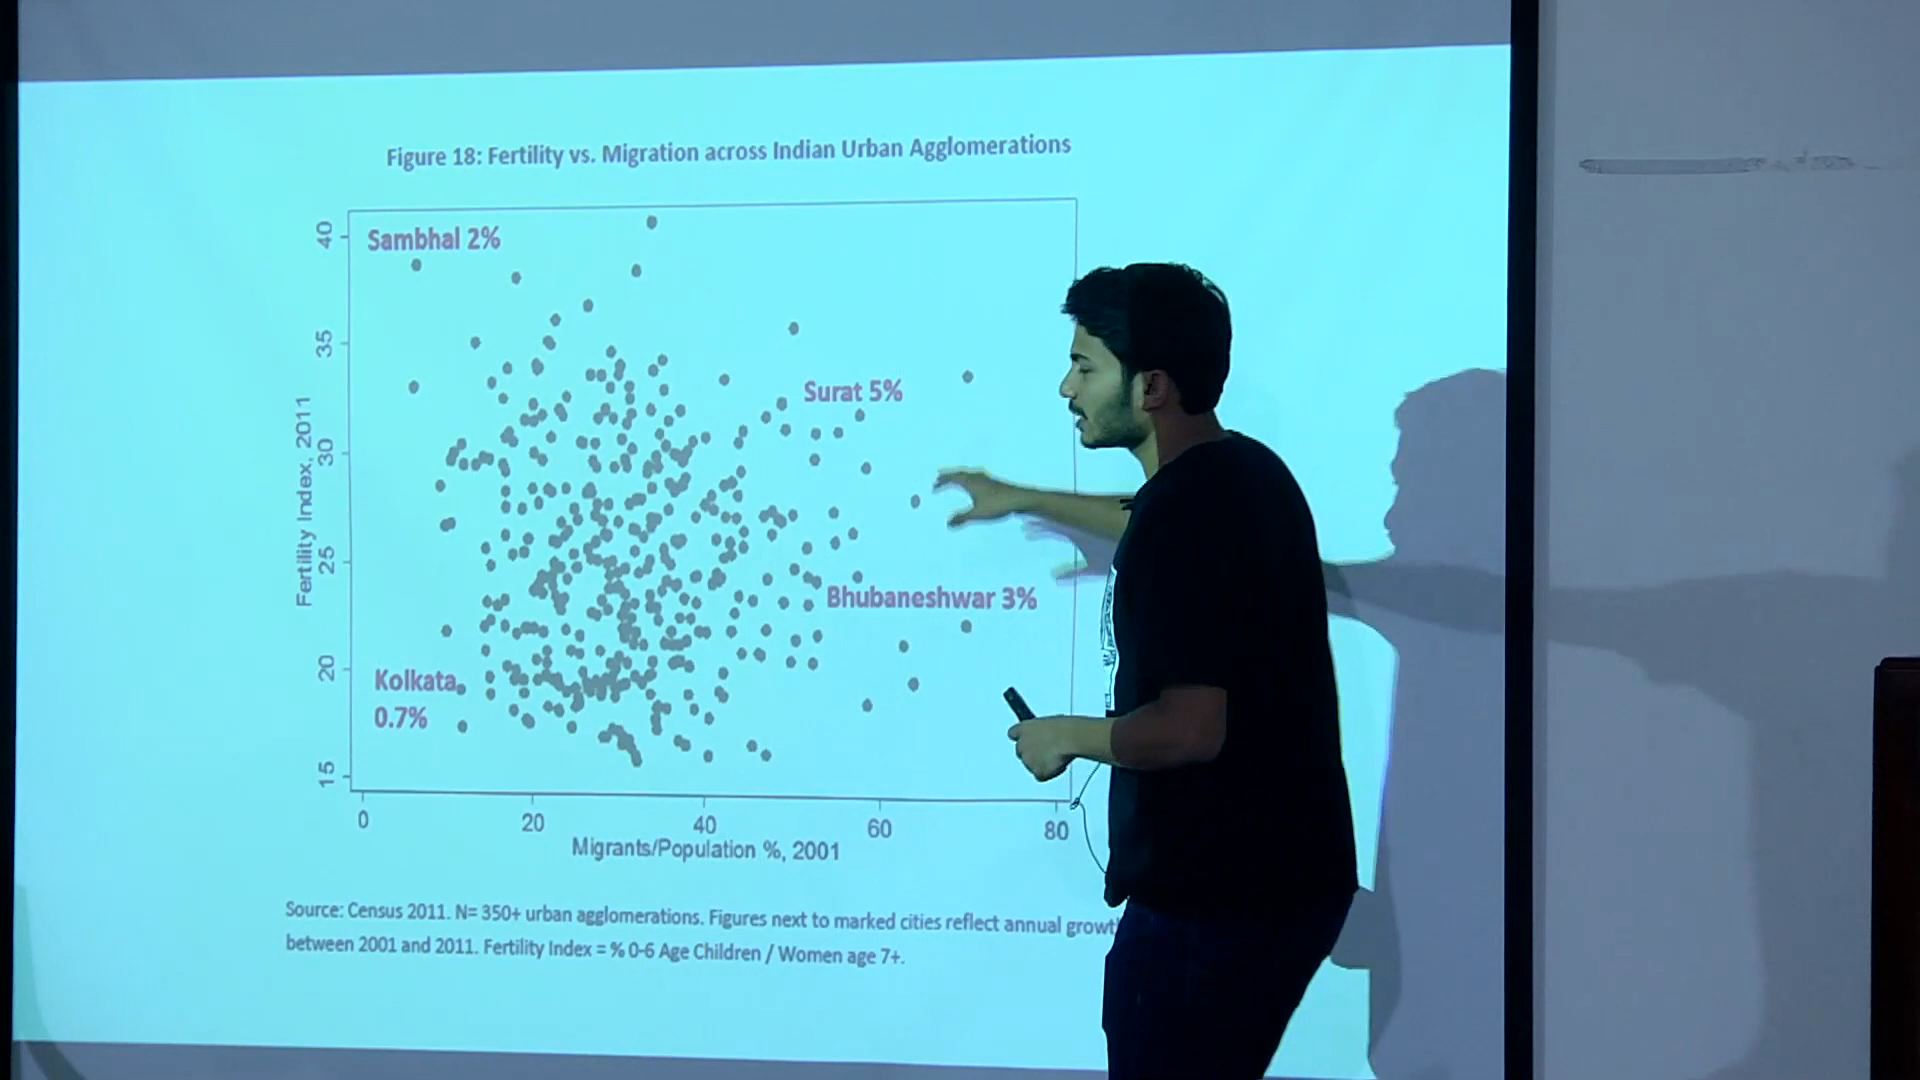 Figure 18: Fertility vs. Migration across Indian Urban Agglomerations
40
35
30
25
20
15
Fertility Index, 2011
Sambhal 2%
Surat 5%
Bhubaneshwar 3%
Kolkata
0.7%
0 20 40 60 80
Migrants/Population %, 2001
Source: Census 2011. N= 350+ urban agglomerations. Figures next to marked cities reflect annual
between 2001 and 2011. Fertility Index = % 0-6 Age Children / Women age 7+.